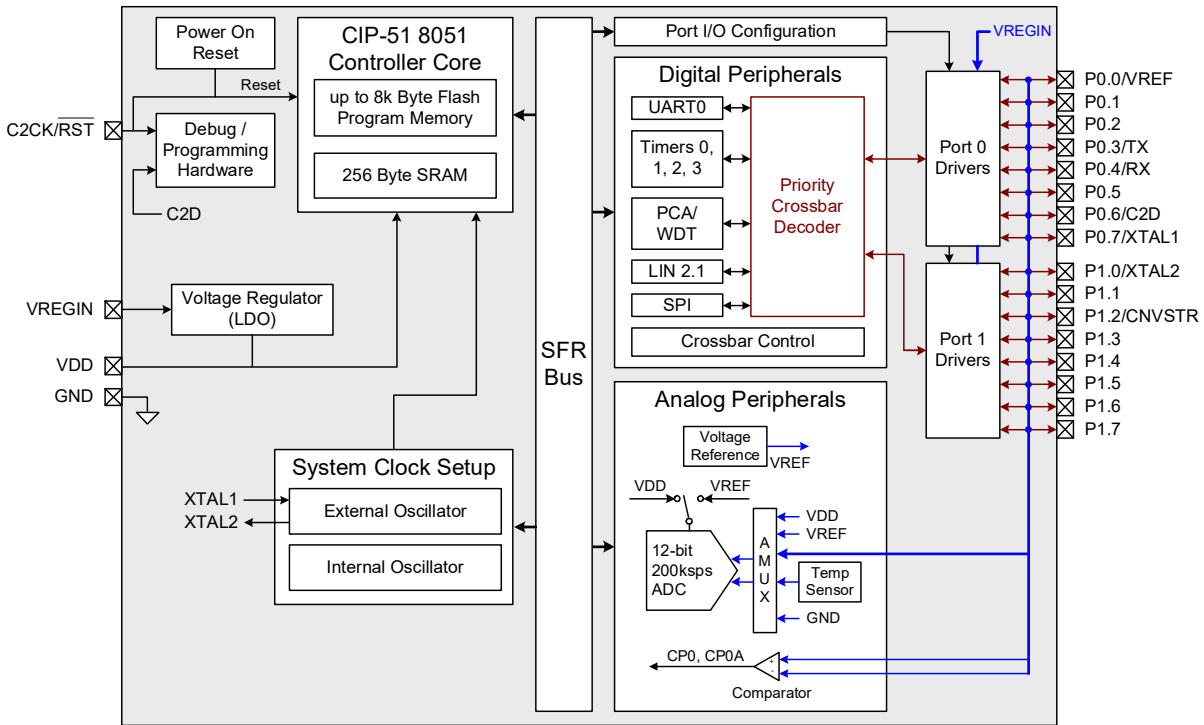 Power On
Reset
Reset
C2CK/RST
Debug /
Programming
Hardware
C2D
CIP-51 8051
Controller Core
up to 8k Byte Flash
Program Memory
256 Byte SRAM
VREGIN
Voltage Regulator
(LDO)
VDD
GND
System Clock Setup
XTAL1
XTAL2
External Oscillator
Internal Oscillator
SFR
Bus
Port I/O Configuration
Digital Peripherals
UART0
Timers 0,
1, 2, 3
PCA/
WDT
LIN 2.1
SPI
Priority
Crossbar
Decoder
Crossbar Control
Analog Peripherals
Voltage
Reference
VREF
VDD
VREF
12-bit
200ksps
ADC
A
M
U
X
VDD
VREF
Temp
Sensor
GND
CP0, CP0A
+
-
Comparator
VREGIN
Port 0
Drivers
Port 1
Drivers
P0.0/VREF
P0.1
P0.2
P0.3/TX
P0.4/RX
P0.5
P0.6/C2D
P0.7/XTAL1
P1.0/XTAL2
P1.1
P1.2/CNVSTR
P1.3
P1.4
P1.5
P1.6
P1.7